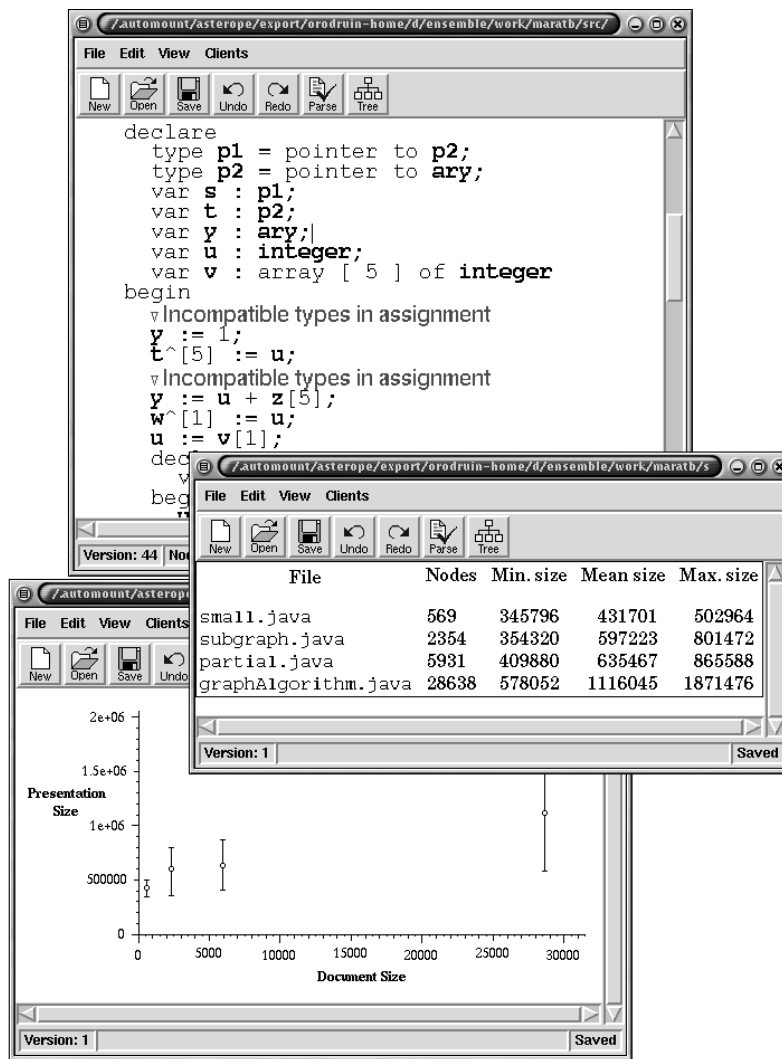 /.automount/asterope/export/orodruin-home/d/ensemble/work/maratb/src/
File Edit View Clients
New Open Save Undo Redo Parse Tree
declare
type p1 = pointer to p2;
type p2 = pointer to ary;
var s : p1;
var t : p2;
var y : ary;
var u : integer;
var v : array [ 5 ] of integer
begin
▿Incompatible types in assignment
y := 1;
t^[5] := u;
▿Incompatible types in assignment
y := u + z[5];
w^[1] := u;
u := v[1];
decl
v
beg
Version: 44 No
/.automount/asterope/export/orodruin-home/d/ensemble/work/maratb/s
File Edit View Clients
New Open Save Undo Redo Parse Tree
File Nodes Min. size Mean size Max. size
small.java 569 345796 431701 502964
subgraph.java 2354 354320 597223 801472
partial.java 5931 409880 635467 865588
graphAlgorithm.java 28638 578052 1116045 1871476
Version: 1 Saved
/.automount/asterope
File Edit View Clients
New Open Save Undo
2e+06
1.5e+06
Presentation
Size
1e+06
500000
0
0 5000 10000 15000 20000 25000 30000
Document Size
Version: 1 Saved